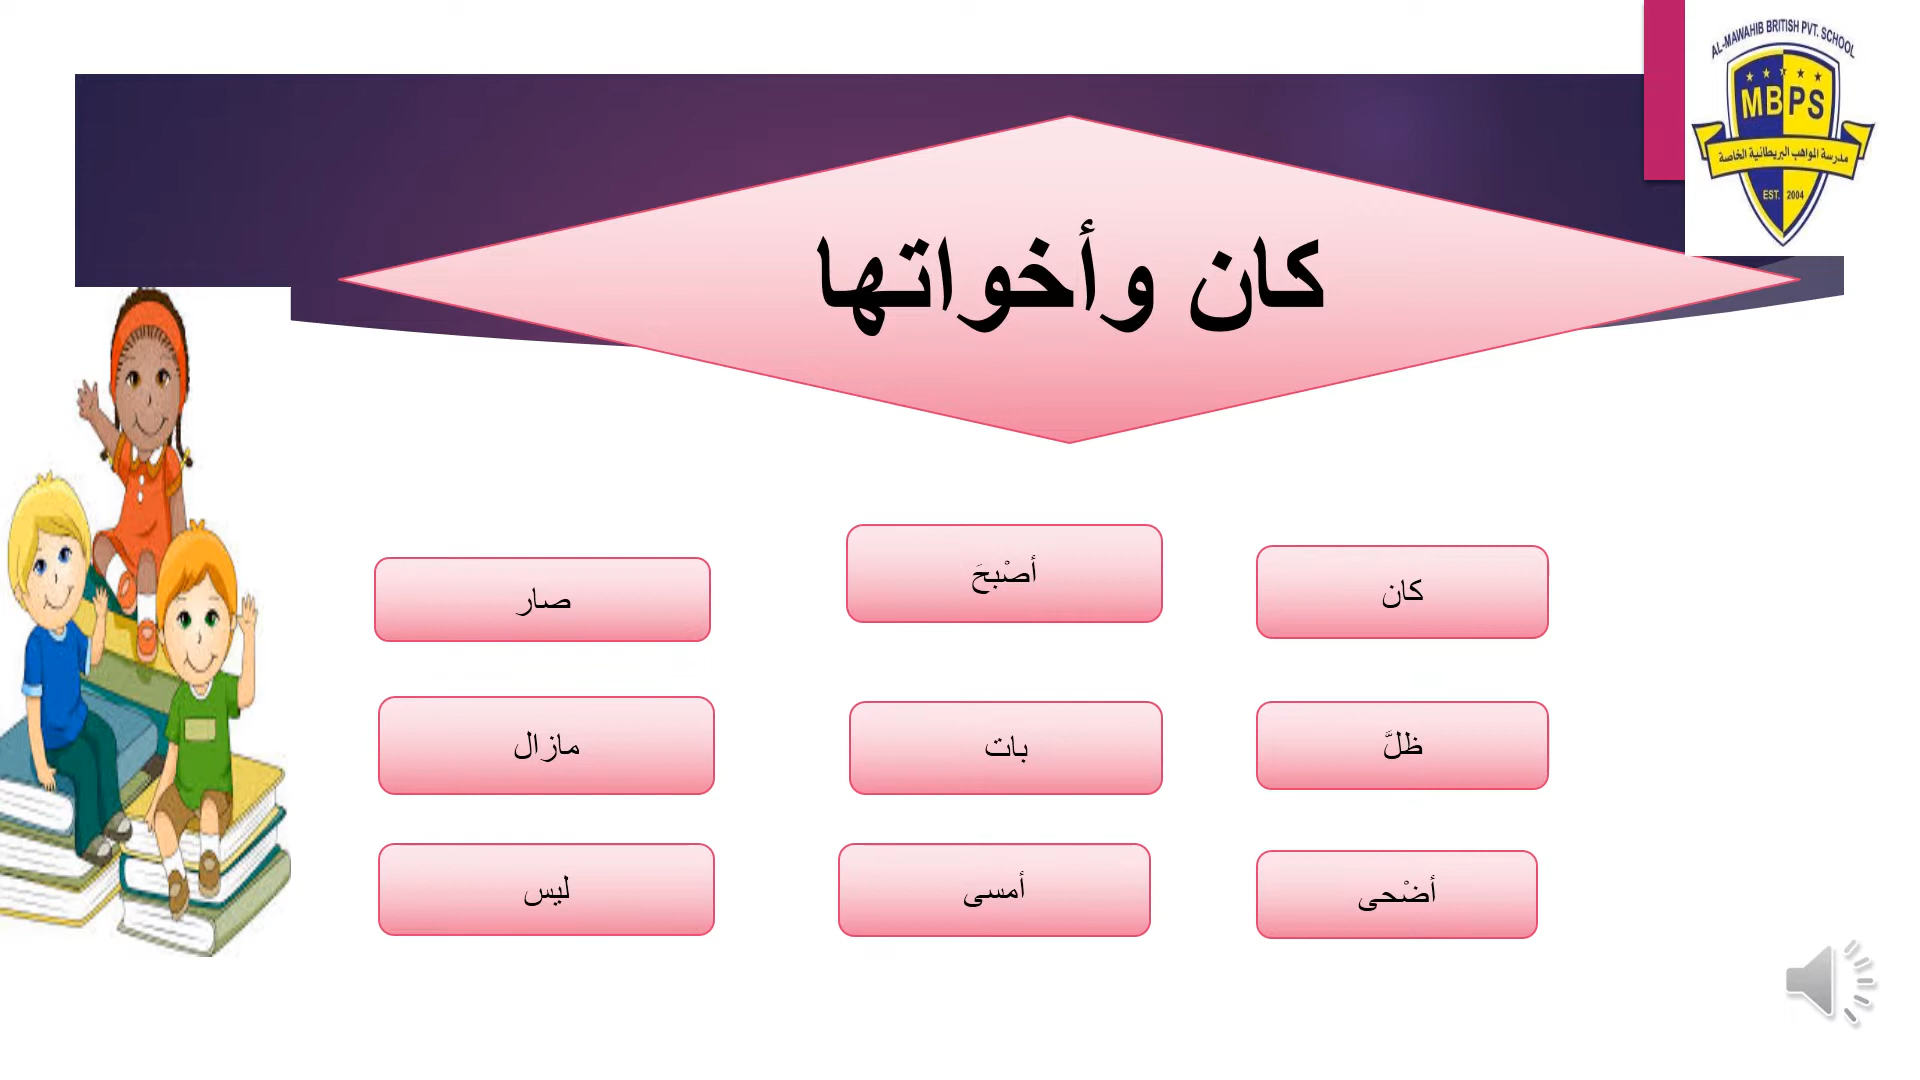 AL-MAWAHIB BRITISH PVT. SCHOOL
MBPS
مدرسة المواهب البريطانية الخاصة
EST. 2004
كان وأخواتها
كان
أصْبحَ
صار
ظلَّ
بات
مازال
أضْحى
أمسى
ليس